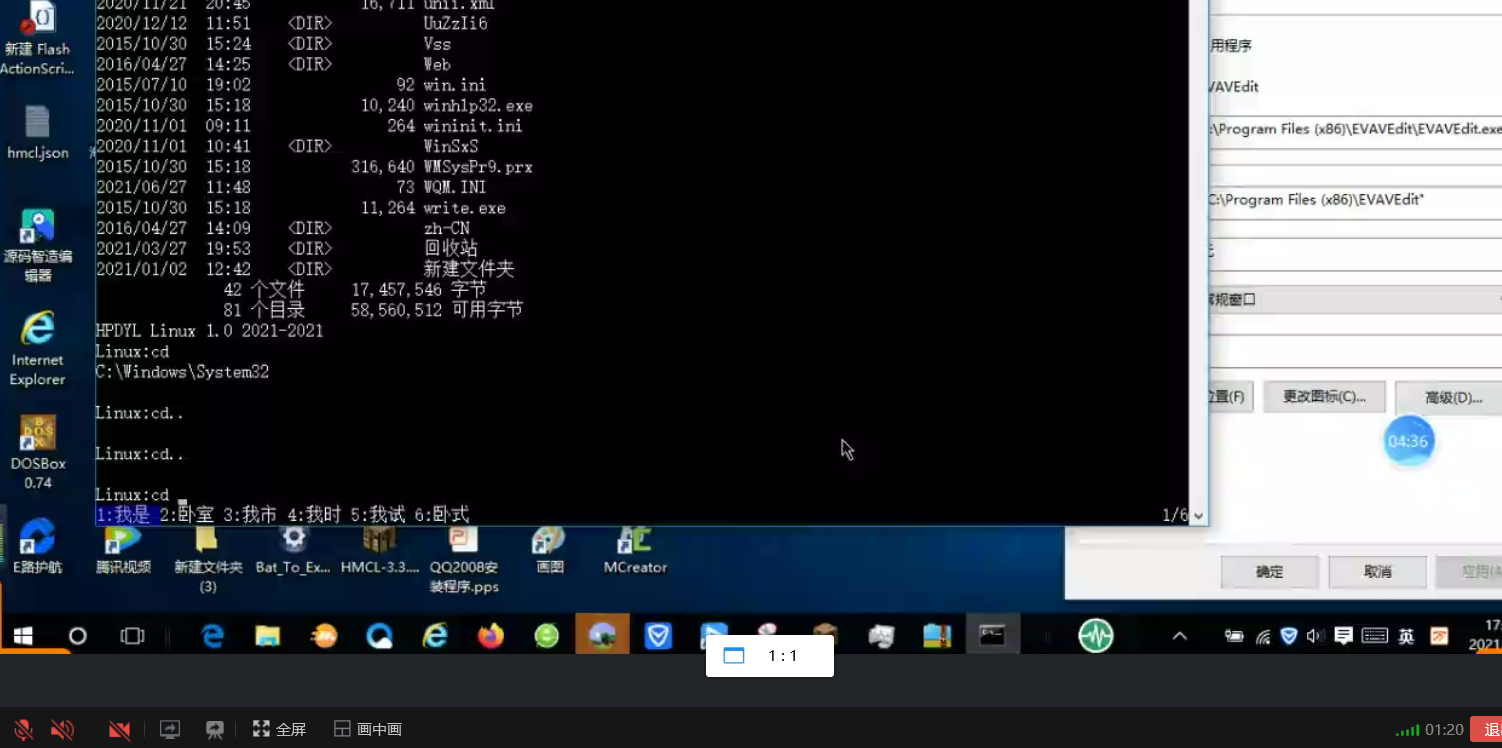 2020/11/21 20:45 16,711 unii.xml
2020/12/12 11:51 <DIR> UuZzIi6
2015/10/30 15:24 <DIR> Vss
2016/04/27 14:25 <DIR> Web
2015/07/10 19:02 92 win.ini
2015/10/30 15:18 10,240 winhlp32.exe
2020/11/01 09:11 264 wininit.ini
2020/11/01 10:41 <DIR> WinSxS
2015/10/30 15:18 316,640 WMSysPr9.prx
2021/06/27 11:48 73 WQM.INI
2015/10/30 15:18 11,264 write.exe
2016/04/27 14:09 <DIR> zh-CN
2021/03/27 19:53 <DIR> 回收站
2021/01/02 12:42 <DIR> 新建文件夹
42 个文件 17,457,546 字节
81 个目录 58,560,512 可用字节
HPDYL Linux 1.0 2021-2021
Linux:cd
C:\Windows\System32
Linux:cd..
Linux:cd..
Linux:cd
1:我是 2:卧室 3:我市 4:我时 5:我试 6:卧式 1/6
新建 Flash
ActionScri...
hmcl.json
源码智造编
辑器
Internet
Explorer
DOSBox
0.74
E路护航
腾讯视频
新建文件夹
(3)
Bat_To_Ex...
HMCL-3.3....
QQ2008安
装程序.pps
画图
MCreator
用程序
VAVEdit
:\Program Files (x86)\EVAVEdit\EVAVEdit.exe
C:\Program Files (x86)\EVAVEdit"
常规窗口
位置(F)
更改图标(C)...
高级(D)...
04:36
确定
取消
应用(A
英
17:
2021
1:1
全屏
画中画
01:20
退